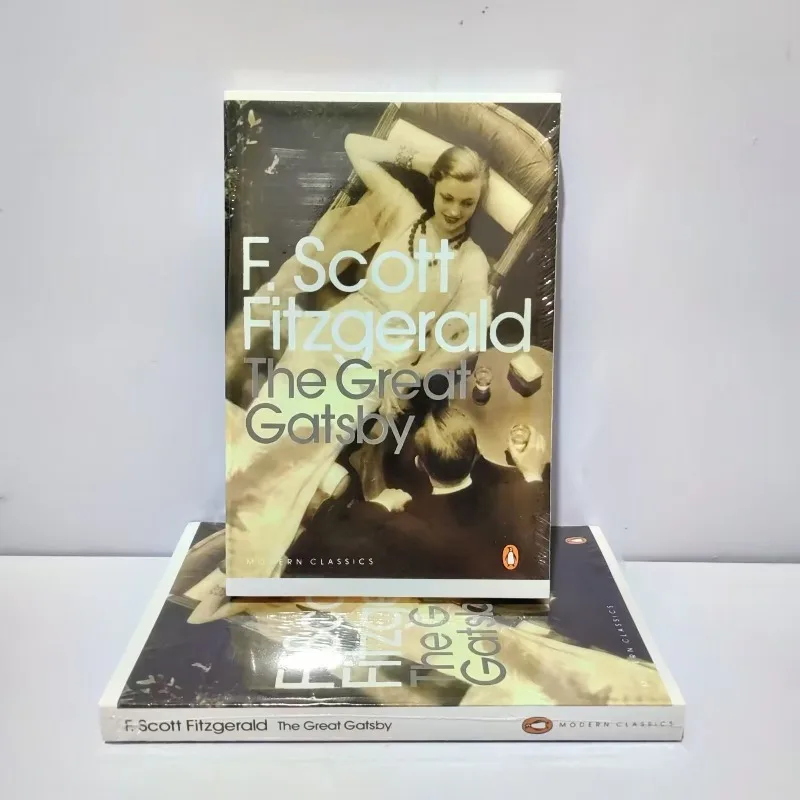 F. Scott
Fitzgerald
The Great
Gatsby
MODERN CLASSICS
F. Scott Fitzgerald The Great Gatsby
MODERN CLASSICS